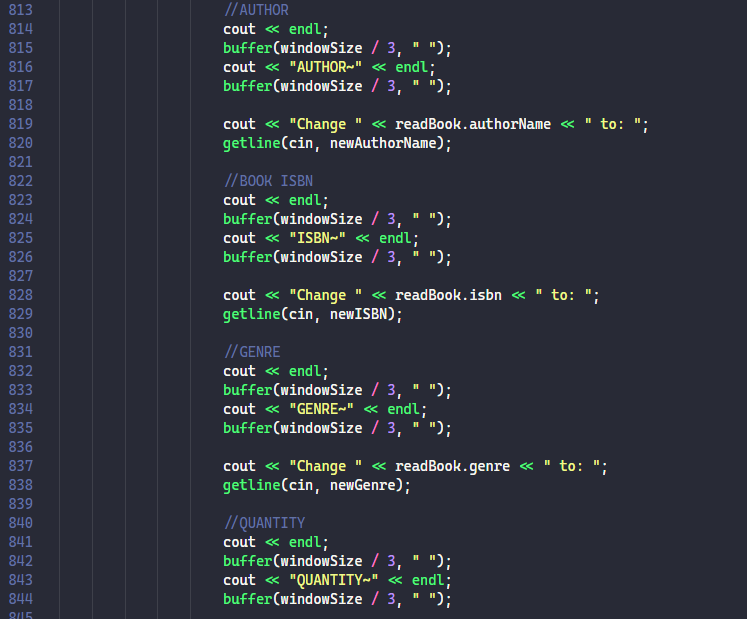 813 //AUTHOR
814 cout << endl;
815 buffer(windowSize / 3, " ");
816 cout << "AUTHOR~" << endl;
817 buffer(windowSize / 3, " ");
818
819 cout << "Change " << readBook.authorName << " to: ";
820 getline(cin, newAuthorName);
821
822 //BOOK ISBN
823 cout << endl;
824 buffer(windowSize / 3, " ");
825 cout << "ISBN~" << endl;
826 buffer(windowSize / 3, " ");
827
828 cout << "Change " << readBook.isbn << " to: ";
829 getline(cin, newISBN);
830
831 //GENRE
832 cout << endl;
833 buffer(windowSize / 3, " ");
834 cout << "GENRE~" << endl;
835 buffer(windowSize / 3, " ");
836
837 cout << "Change " << readBook.genre << " to: ";
838 getline(cin, newGenre);
839
840 //QUANTITY
841 cout << endl;
842 buffer(windowSize / 3, " ");
843 cout << "QUANTITY~" << endl;
844 buffer(windowSize / 3, " ");
845